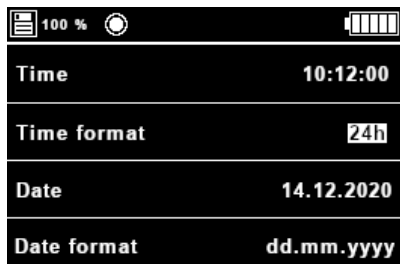 100 %
Time 10:12:00
Time format 24h
Date 14.12.2020
Date format dd.mm.yyyy